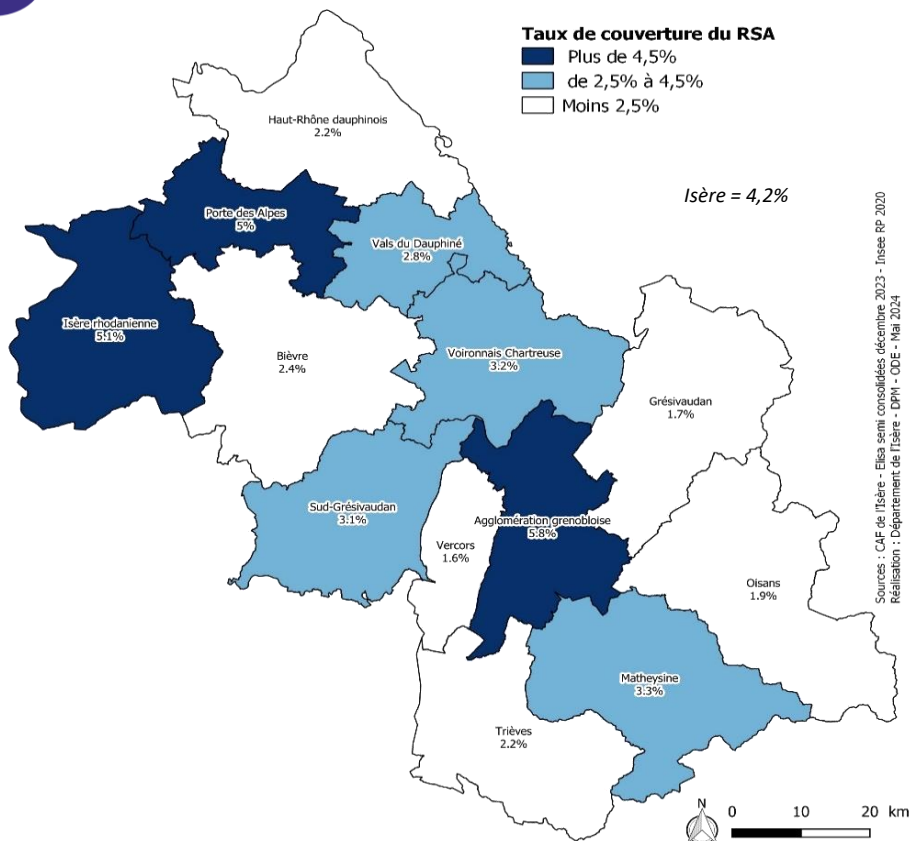 Taux de couverture du RSA
Plus de 4,5%
de 2,5% à 4,5%
Moins 2,5%
Isère = 4,2%
Haut-Rhône dauphinois
2.2%
Porte des Alpes
5%
Vals du Dauphiné
2.8%
Isère rhodanienne
5.1%
Bièvre
2.4%
Voironnais Chartreuse
3.2%
Grésivaudan
1.7%
Sud-Grésivaudan
3.1%
Agglomération grenobloise
5.8%
Vercors
1.6%
Oisans
1.9%
Matheysine
3.3%
Trièves
2.2%
N
0 10 20 km
Sources : CAF de l'Isère - Elisa semi consolidées décembre 2023 - Insee RP 2020
Réalisation : Département de l'Isère - DPM - ODE - Mai 2024